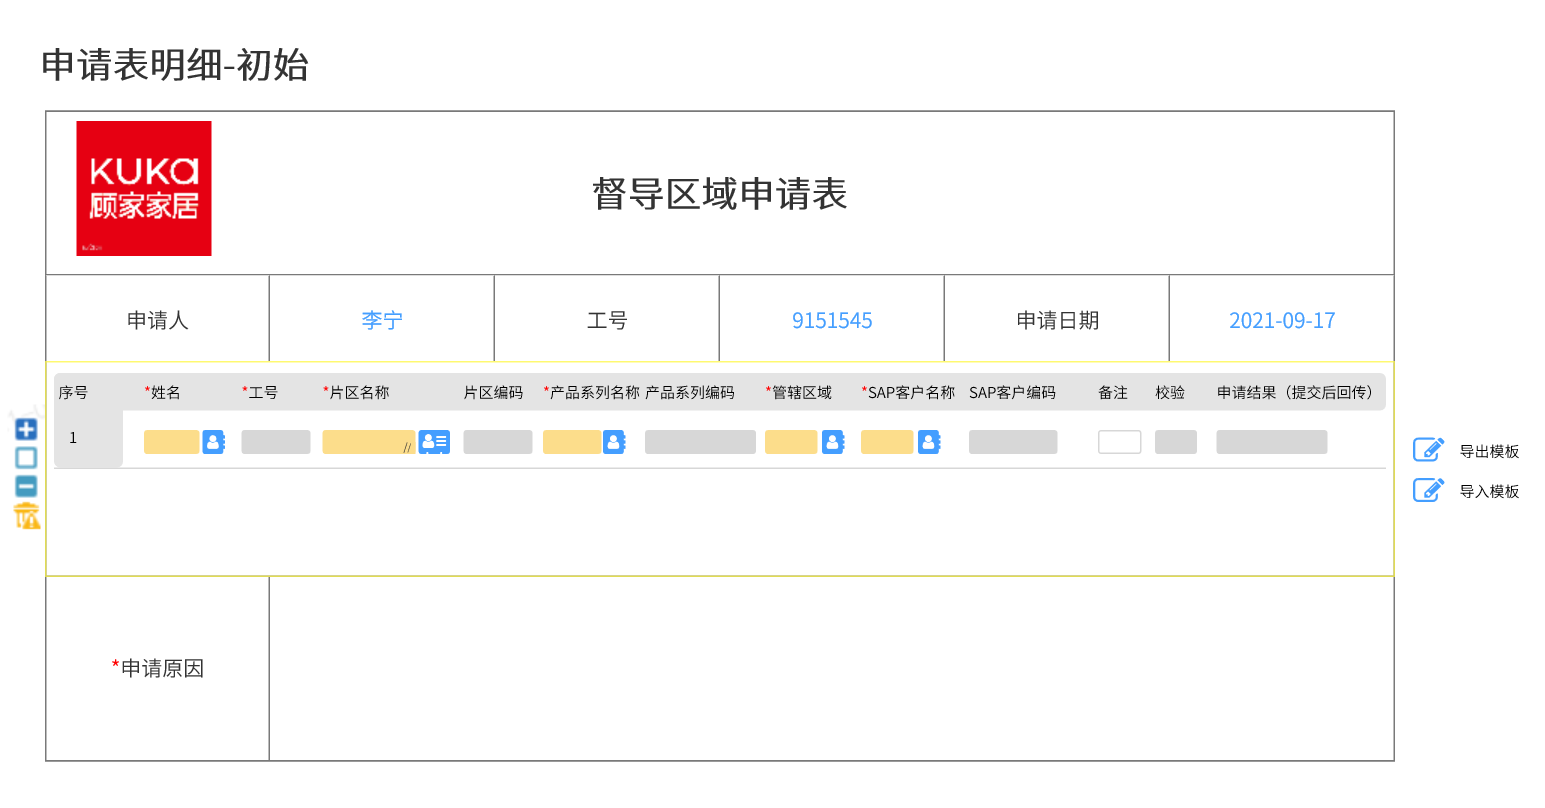 申请表明细-初始
KUKa
顾家家居
督导区域申请表
申请人 李宁 工号 9151545 申请日期 2021-09-17
序号 *姓名 *工号 *片区名称 片区编码 *产品系列名称 产品系列编码 *管辖区域 *SAP客户名称 SAP客户编码 备注 校验 申请结果（提交后回传）
1
导出模板
导入模板
*申请原因